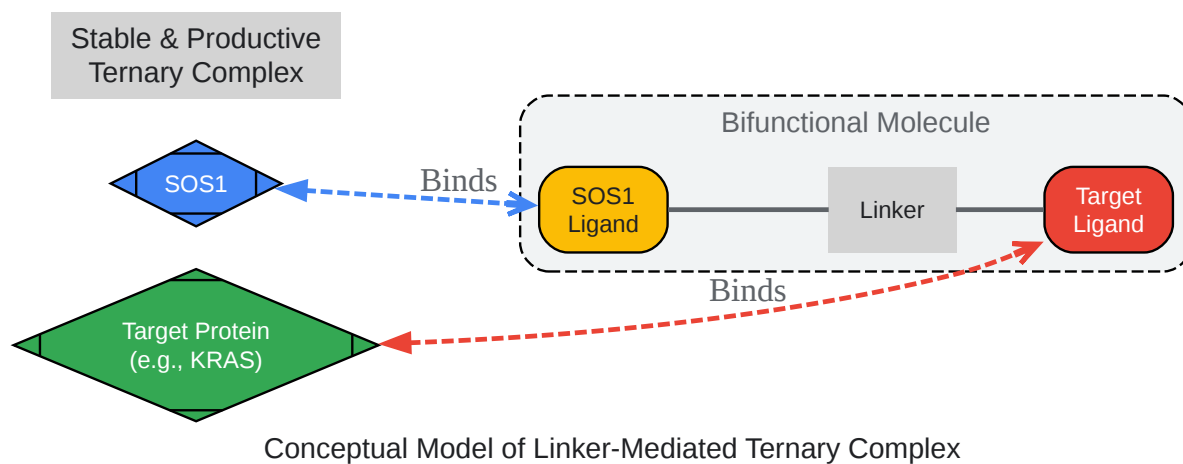 Stable & Productive
Ternary Complex
Bifunctional Molecule
SOS1
Binds
SOS1
Ligand
Linker
Target
Ligand
Binds
Target Protein
(e.g., KRAS)
Conceptual Model of Linker-Mediated Ternary Complex